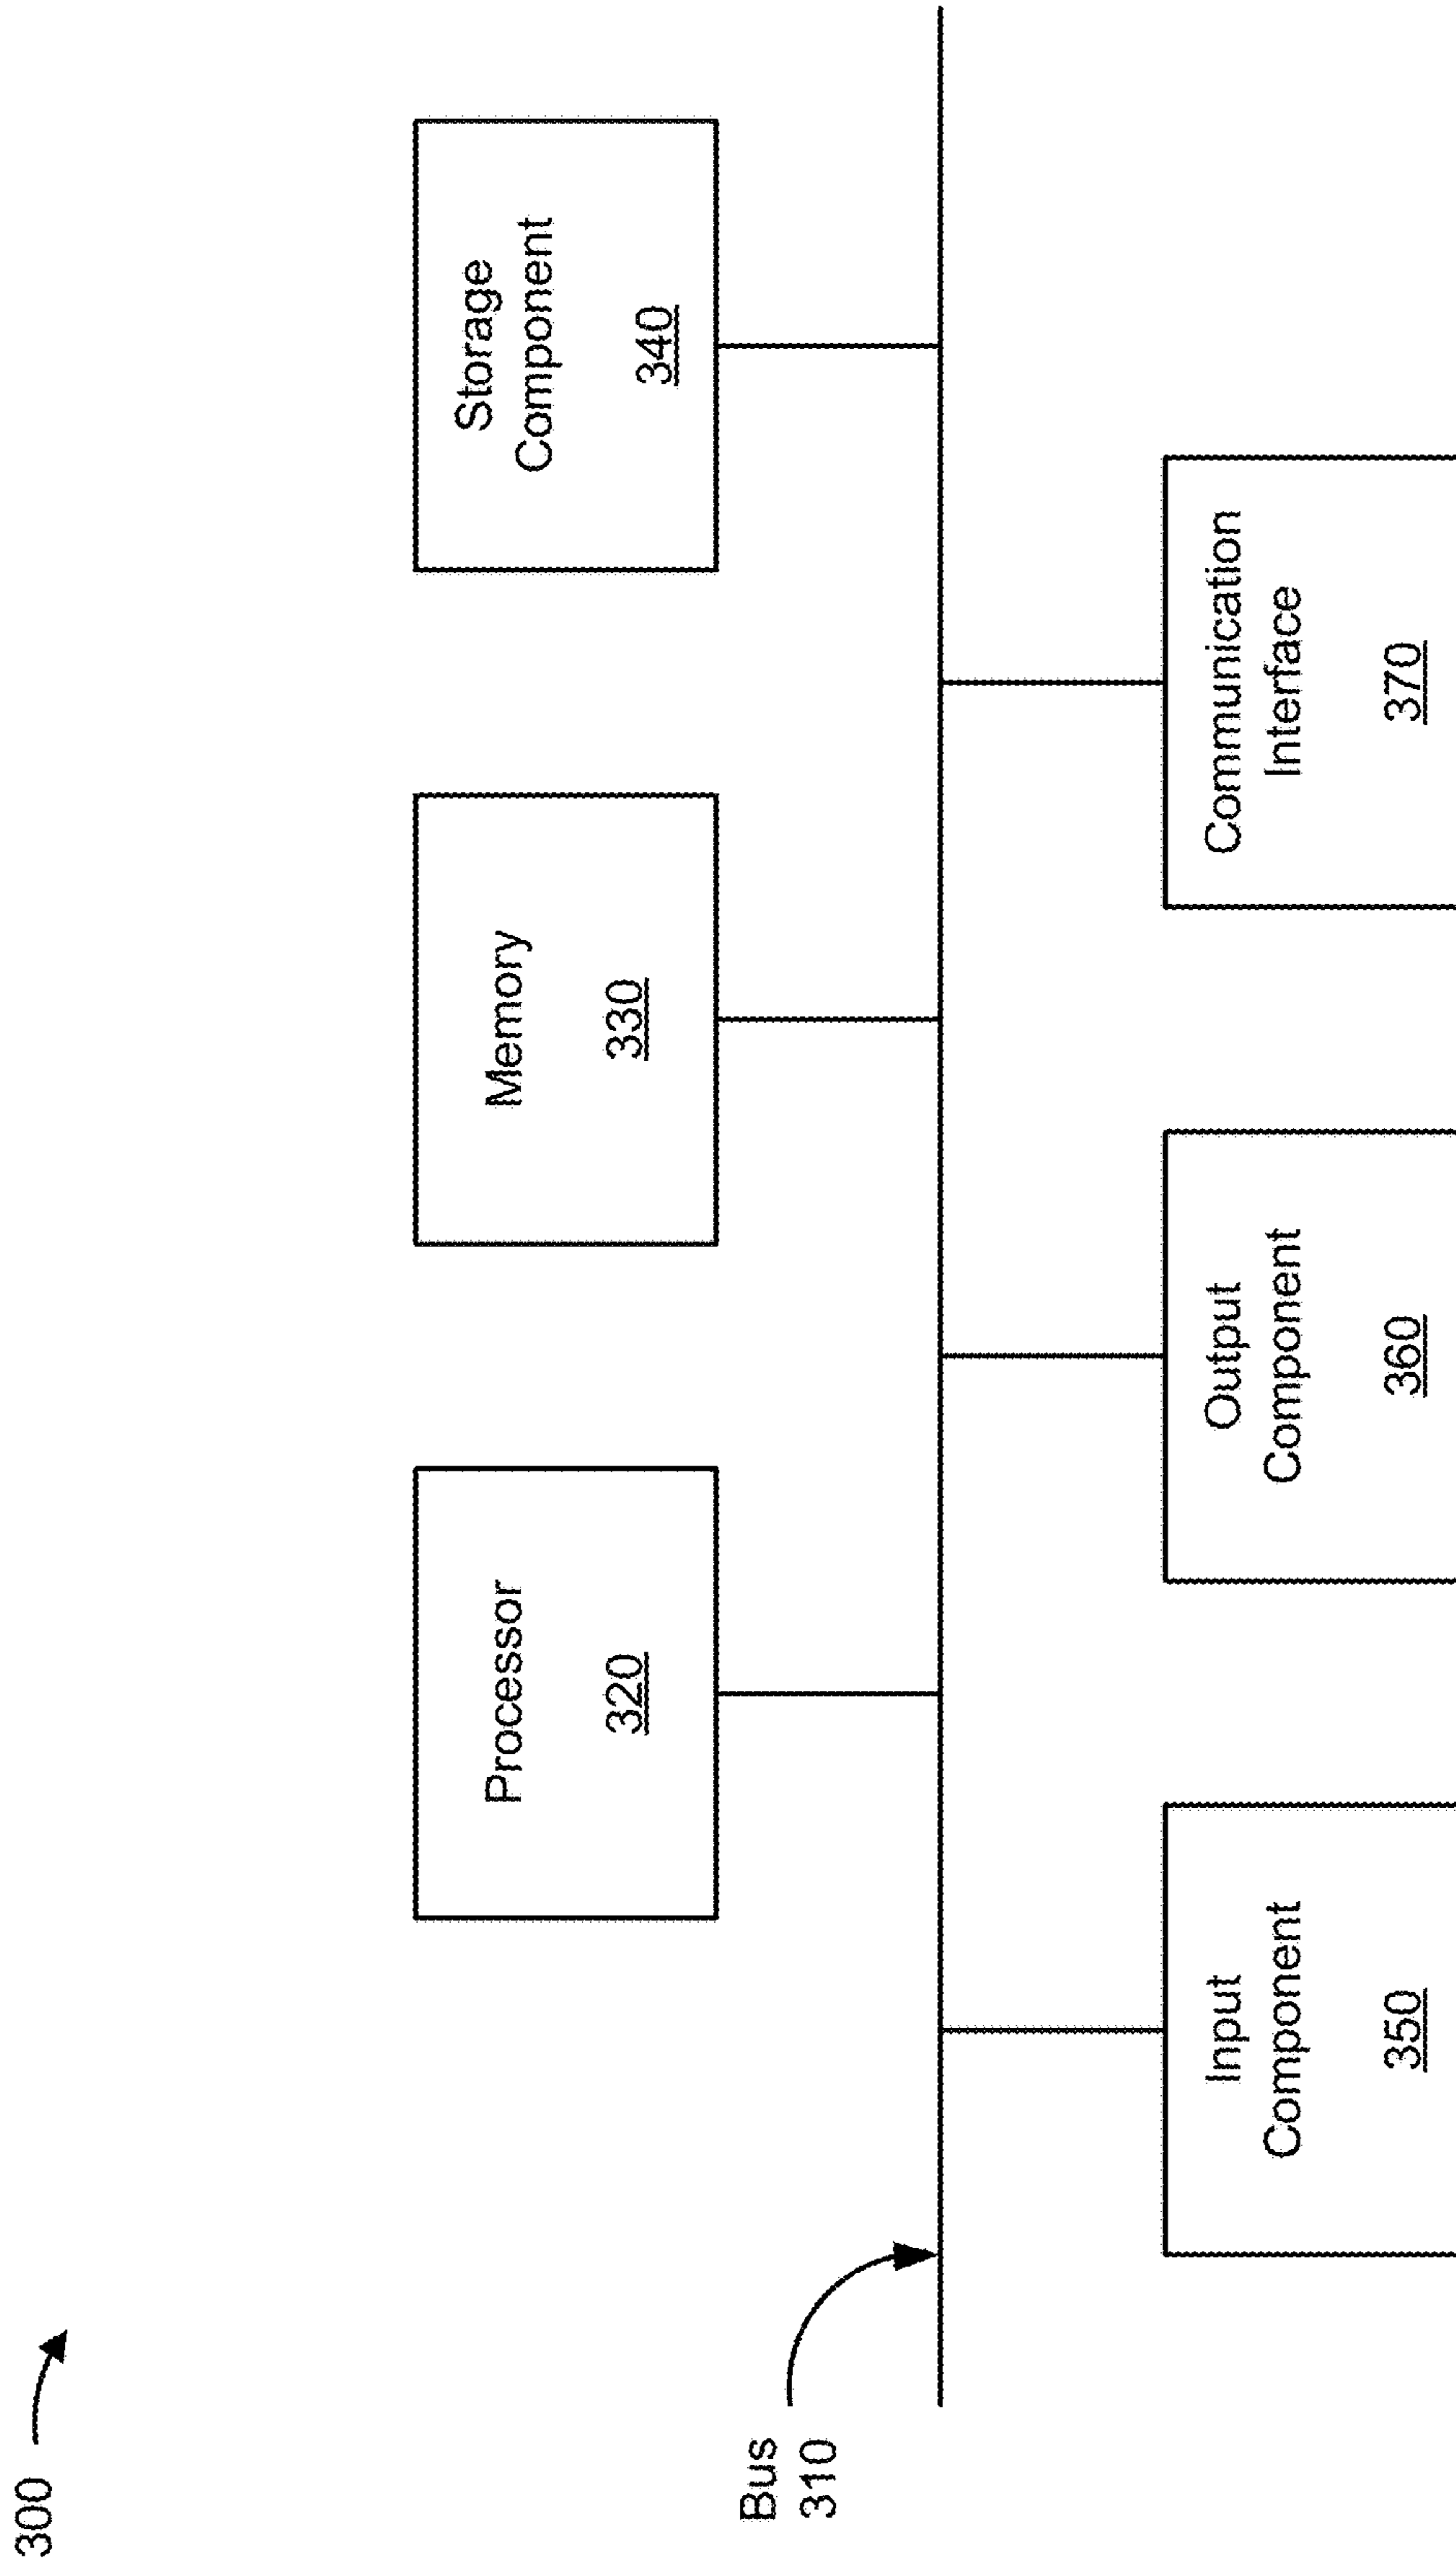 300
Bus
310
Processor
320
Memory
330
Storage
Component
340
Input
Component
350
Output
Component
360
Communication
Interface
370